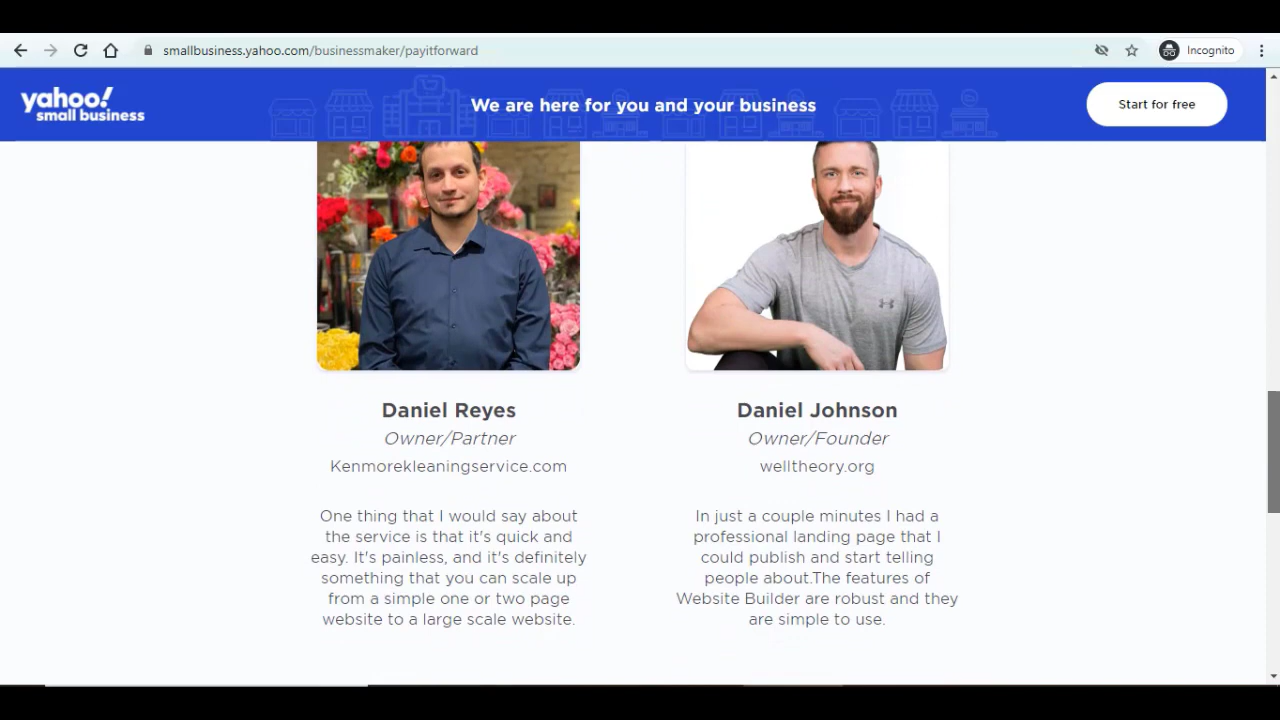 smallbusiness.yahoo.com/businessmaker/payitforward
Incognito
yahoo!
small business
We are here for you and your business
Start for free
Daniel Reyes
Owner/Partner
Kenmorekleaningservice.com
One thing that I would say about
the service is that it's quick and
easy. It's painless, and it's definitely
something that you can scale up
from a simple one or two page
website to a large scale website.
Daniel Johnson
Owner/Founder
welltheory.org
In just a couple minutes I had a
professional landing page that I
could publish and start telling
people about.The features of
Website Builder are robust and they
are simple to use.